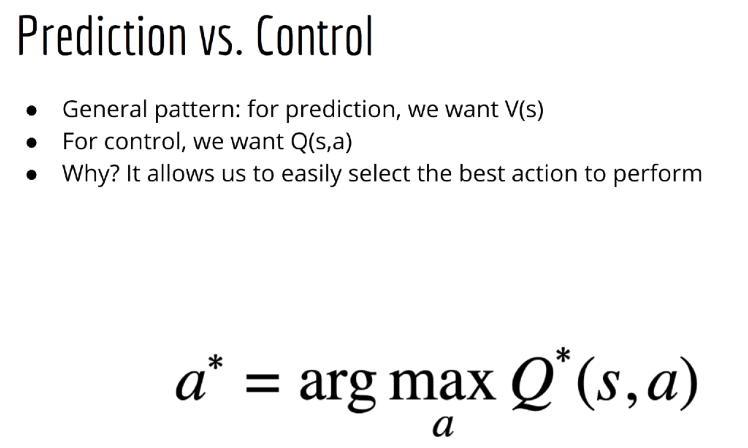 Prediction vs. Control
● General pattern: for prediction, we want V(s)
● For control, we want Q(s,a)
● Why? It allows us to easily select the best action to perform
a* = arg max Q*(s, a)
a